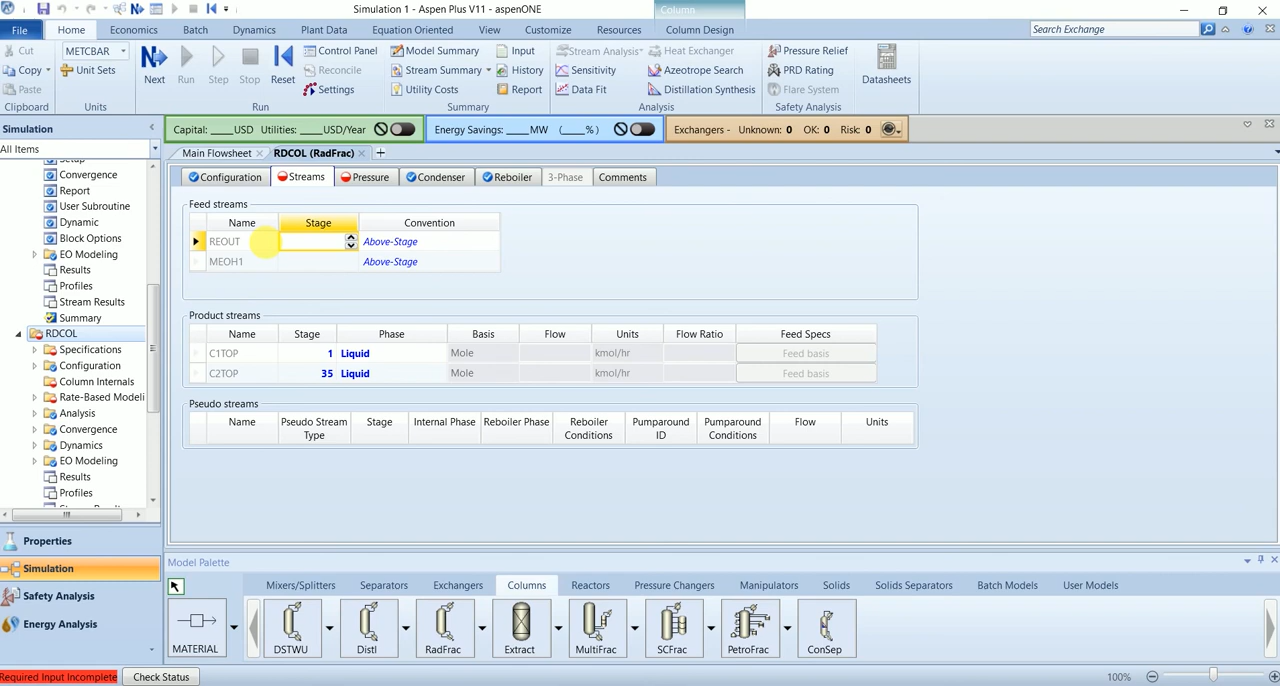 Simulation 1 - Aspen Plus V11 - aspenONE
Column
File Home Economics Batch Dynamics Plant Data Equation Oriented View Customize Resources Column Design Search Exchange
Cut METCBAR Control Panel Model Summary Input Stream Analysis Heat Exchanger Pressure Relief
Copy Unit Sets Next Run Step Stop Reset Reconcile Stream Summary History Sensitivity Azeotrope Search PRD Rating Datasheets
Paste Settings Utility Costs Report Data Fit Distillation Synthesis Flare System
Clipboard Units Run Summary Analysis Safety Analysis
Simulation
Capital: ____USD Utilities: ____USD/Year
Energy Savings: ____MW (____%)
Exchangers - Unknown: 0 OK: 0 Risk: 0
All Items
Main Flowsheet RDCOL (RadFrac) +
Setup
Convergence
Report
User Subroutine
Dynamic
Block Options
EO Modeling
Results
Profiles
Stream Results
Summary
RDCOL
Specifications
Configuration
Column Internals
Rate-Based Modeli
Analysis
Convergence
Dynamics
EO Modeling
Results
Profiles
Properties
Simulation
Safety Analysis
Energy Analysis
Configuration Streams Pressure Condenser Reboiler 3-Phase Comments
Feed streams
Name Stage Convention
REOUT Above-Stage
MEOH1 Above-Stage
Product streams
Name Stage Phase Basis Flow Units Flow Ratio Feed Specs
C1TOP 1 Liquid Mole kmol/hr Feed basis
C2TOP 35 Liquid Mole kmol/hr Feed basis
Pseudo streams
Name Pseudo Stream Type Stage Internal Phase Reboiler Phase Reboiler Conditions Pumparound ID Pumparound Conditions Flow Units
Model Palette
Mixers/Splitters Separators Exchangers Columns Reactors Pressure Changers Manipulators Solids Solids Separators Batch Models User Models
MATERIAL DSTWU Distl RadFrac Extract MultiFrac SCFrac PetroFrac ConSep
Required Input Incomplete Check Status 100%